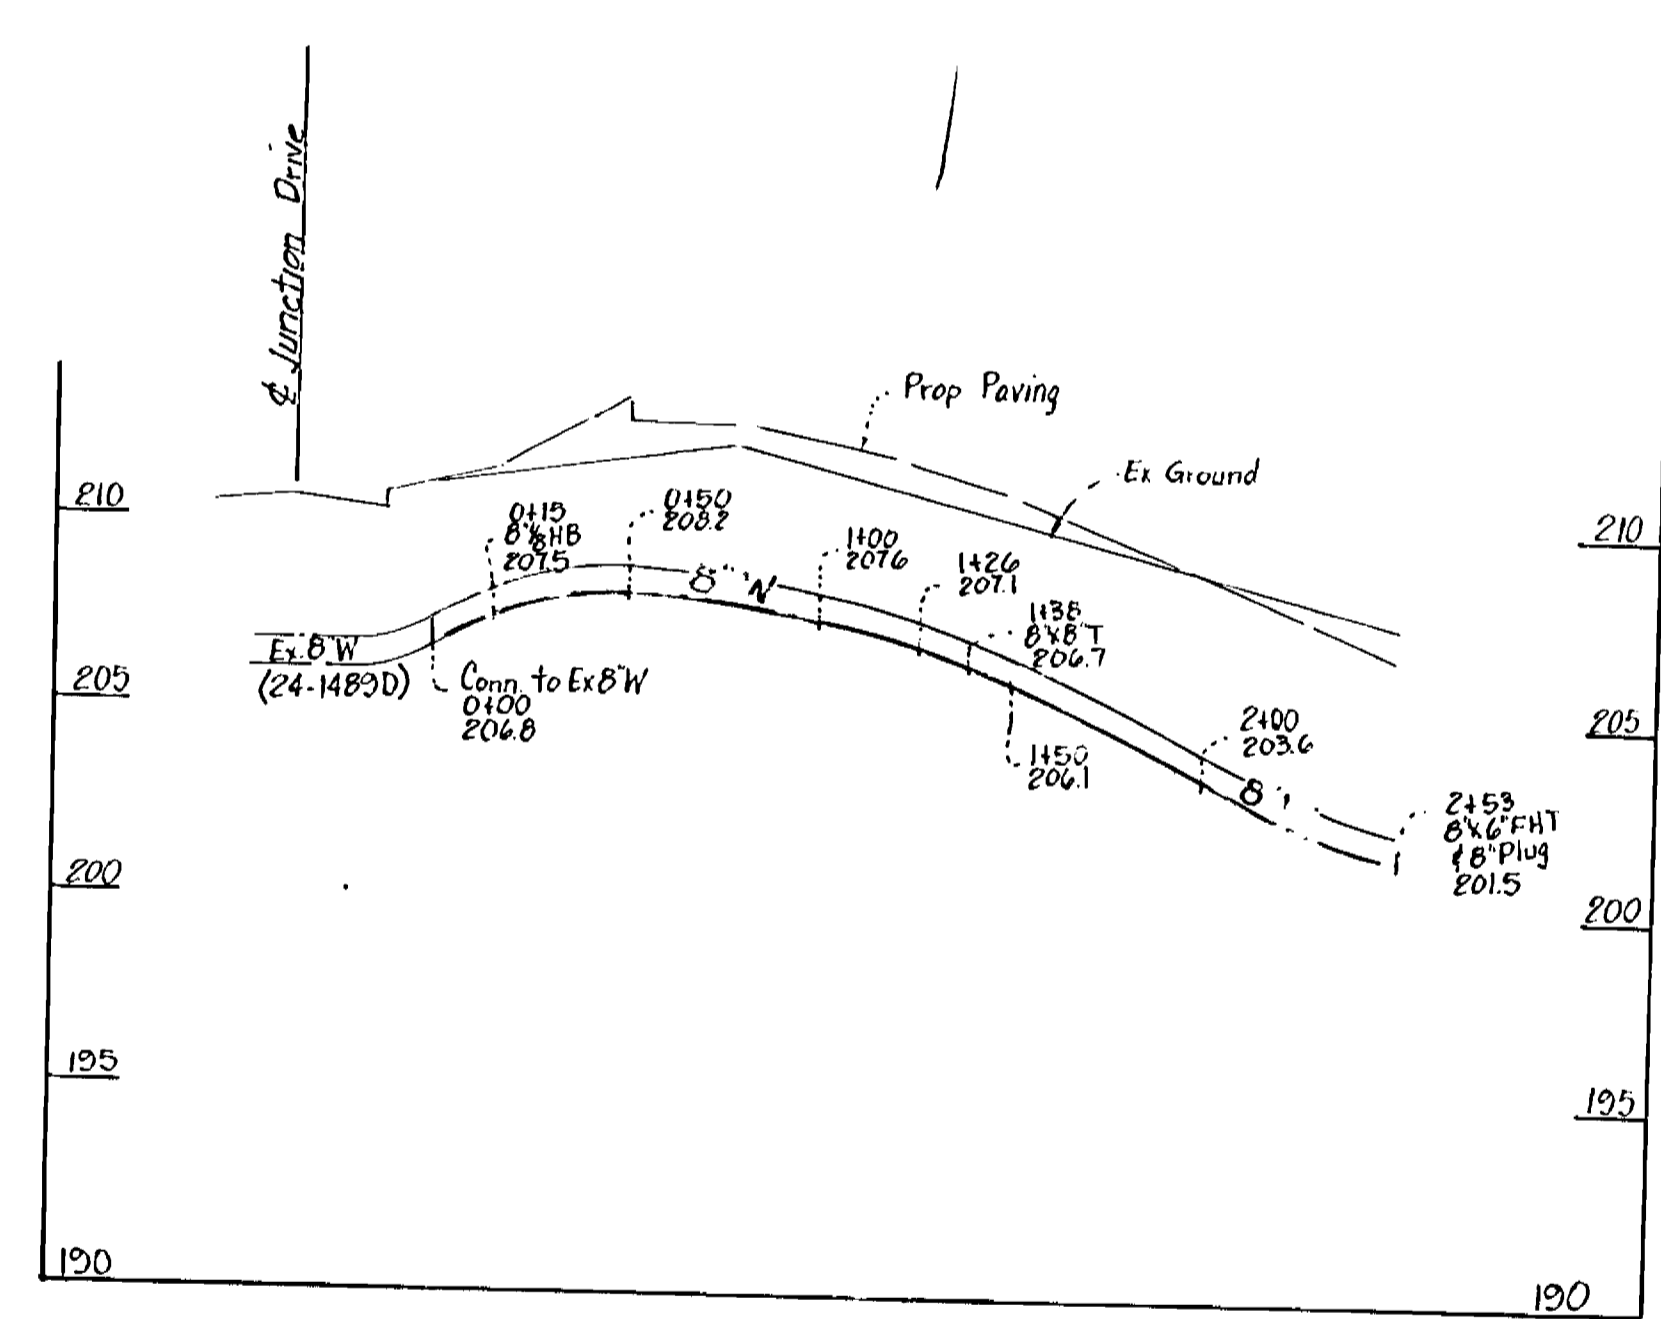 ℄ Junction Drive
Prop Paving
Ex Ground
210
210
0+15
8"⅛HB
207.5
0+50
208.2
8"W
1+00
207.6
1+26
207.1
1+38
8"x8"T
206.7
Ex. 8"W
(24-1489D)
205
205
Conn. to Ex 8"W
0+00
206.8
1+50
206.1
2+00
203.6
8"
2+53
8"x6"FHT
& 8" Plug
201.5
200
200
195
195
190
190